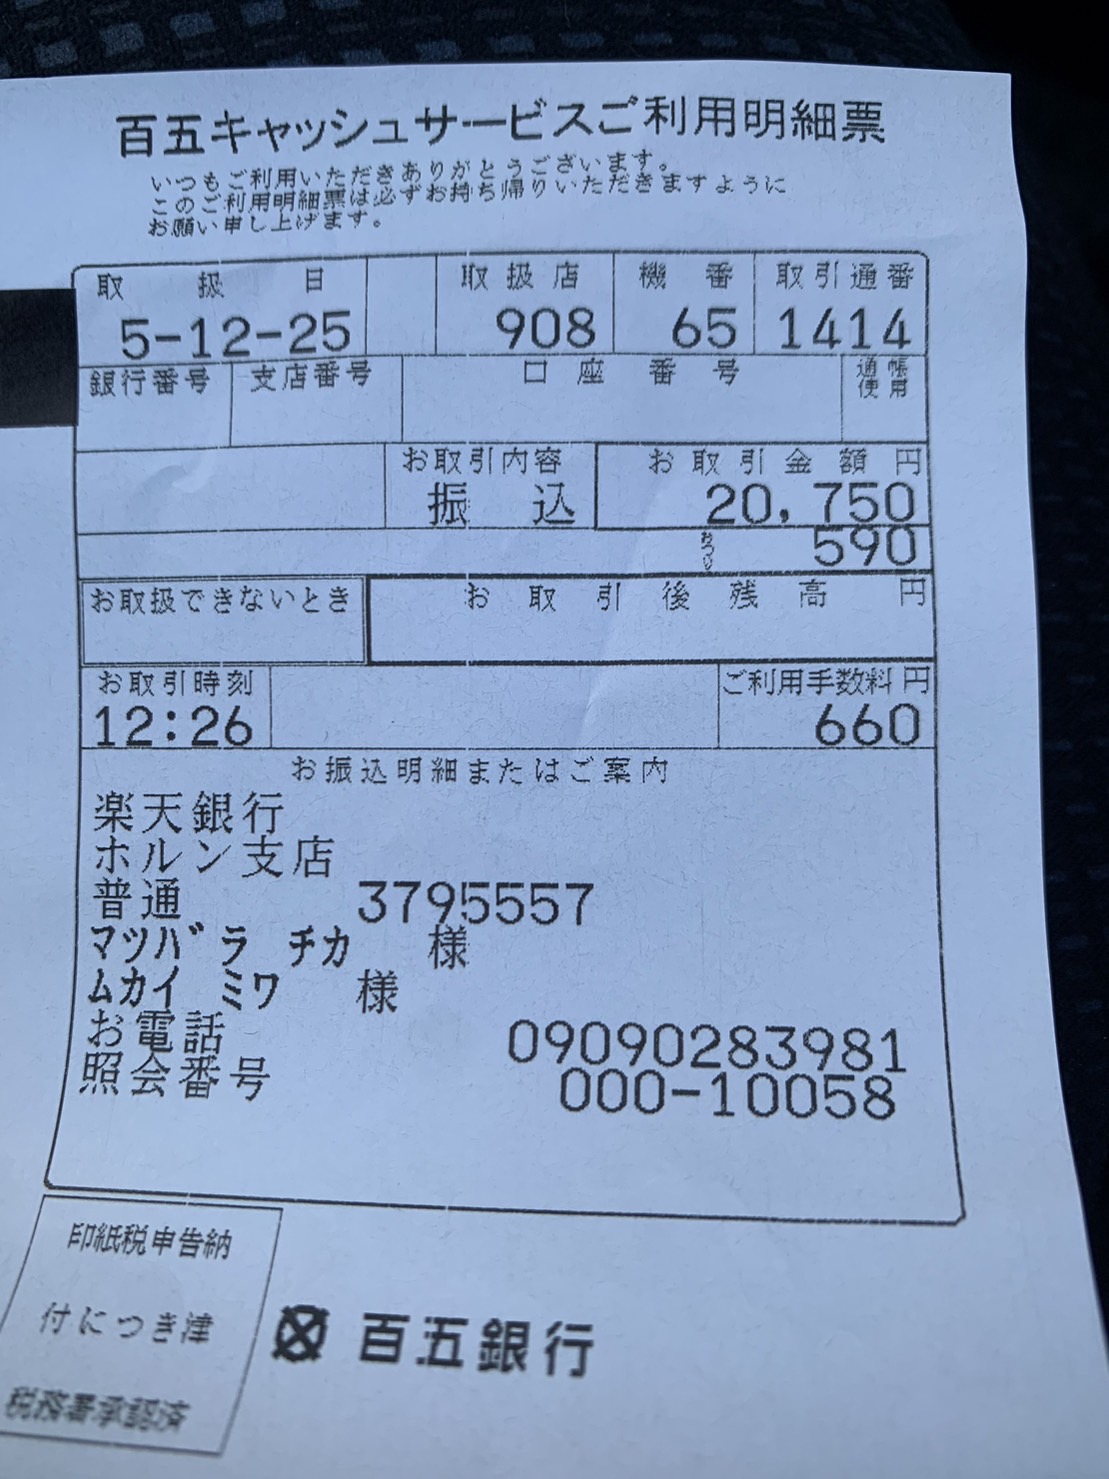 百五キャッシュサービスご利用明細票
いつもご利用いただきありがとうございます。
このご利用明細票は必ずお持ち帰りいただきますように
お願い申し上げます。
取扱日 取扱店 機番 取引通番
5-12-25 908 65 1414
銀行番号 支店番号 口座番号 通帳使用
お取引内容 お取引金額 円
振込 20,750
おつり 590
お取扱できないとき お取引後残高 円
お取引時刻 ご利用手数料 円
12:26 660
お振込明細またはご案内
楽天銀行
ホルン支店
普通 3795557
マツバラ チカ 様
ムカイ ミワ 様
お電話 09090283981
照会番号 000-10058
印紙税申告納
付につき津
税務署承認済
百五銀行